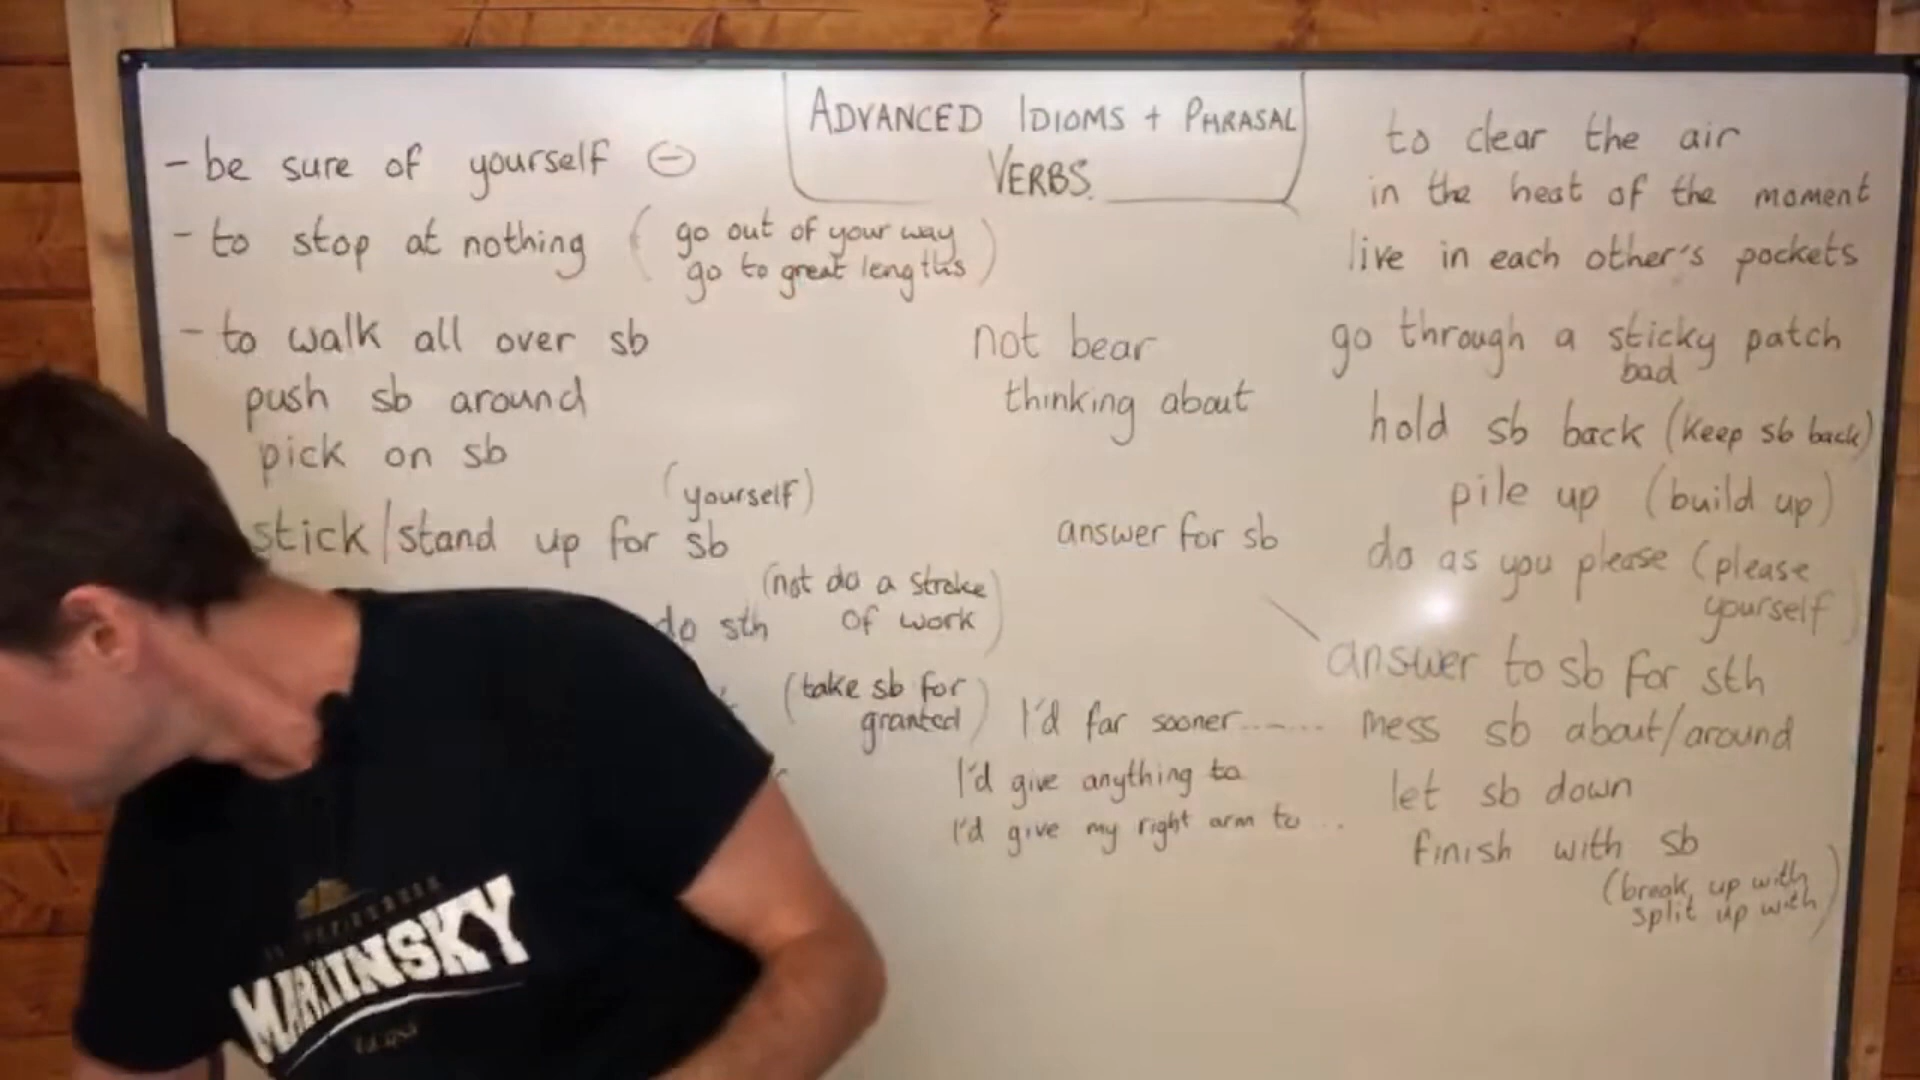 ADVANCED IDIOMS + PHRASAL
VERBS.
- be sure of yourself ⊖
- to stop at nothing (go out of your way
go to great lengths)
- to walk all over sb
push sb around
pick on sb
(yourself)
stick/stand up for sb
do sth (not do a stroke
of work)
(take sb for
granted)
not bear
thinking about
answer for sb
I'd far sooner.......
I'd give anything to
I'd give my right arm to...
to clear the air
in the heat of the moment
live in each other's pockets
go through a sticky patch
bad
hold sb back (keep sb back)
pile up (build up)
do as you please (please
yourself)
answer to sb for sth
mess sb about/around
let sb down
finish with sb
(break up with
split up with)
MARIINSKY